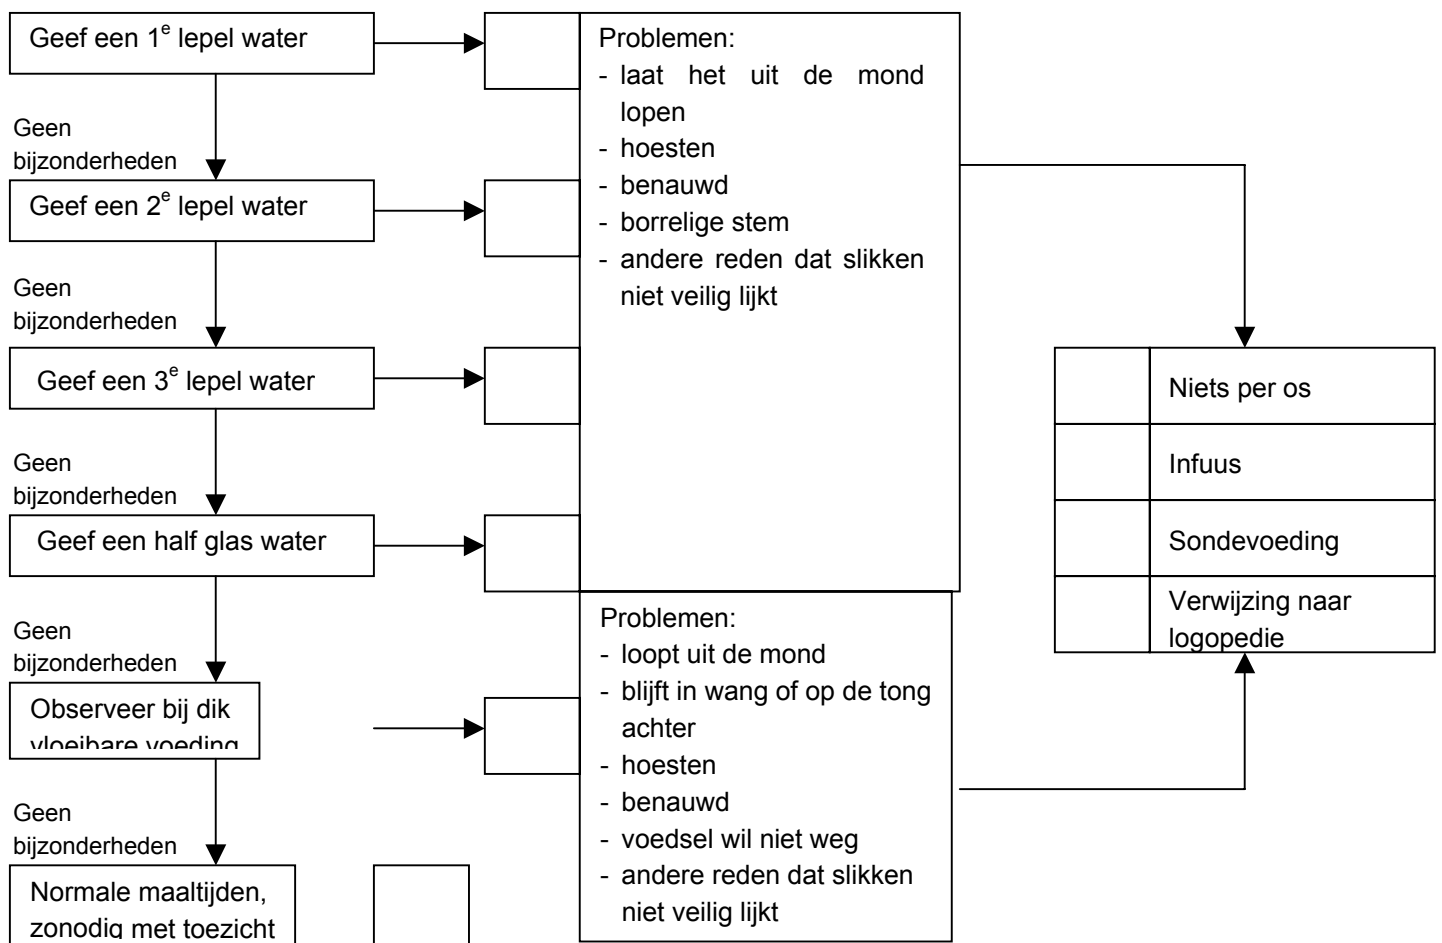 Geef een 1e lepel water
Geen
bijzonderheden
Geef een 2e lepel water
Geen
bijzonderheden
Geef een 3e lepel water
Geen
bijzonderheden
Geef een half glas water
Geen
bijzonderheden
Observeer bij dik
vloeibare voeding
Geen
bijzonderheden
Normale maaltijden,
zonodig met toezicht
Problemen:
- laat het uit de mond
lopen
- hoesten
- benauwd
- borrelige stem
- andere reden dat slikken
niet veilig lijkt
Problemen:
- loopt uit de mond
- blijft in wang of op de tong
achter
- hoesten
- benauwd
- voedsel wil niet weg
- andere reden dat slikken
niet veilig lijkt
Niets per os
Infuus
Sondevoeding
Verwijzing naar
logopedie